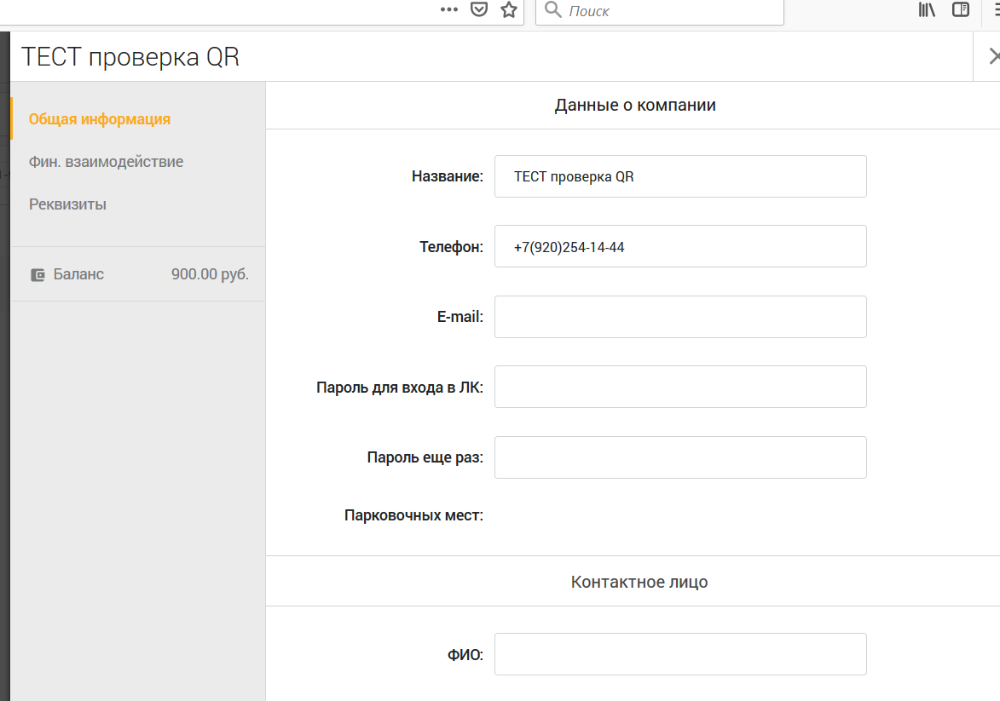 Поиск
ТЕСТ проверка QR
Общая информация
Фин. взаимодействие
Реквизиты
Баланс 900.00 руб.
Данные о компании
Название: ТЕСТ проверка QR
Телефон: +7(920)254-14-44
E-mail:
Пароль для входа в ЛК:
Пароль еще раз:
Парковочных мест:
Контактное лицо
ФИО: